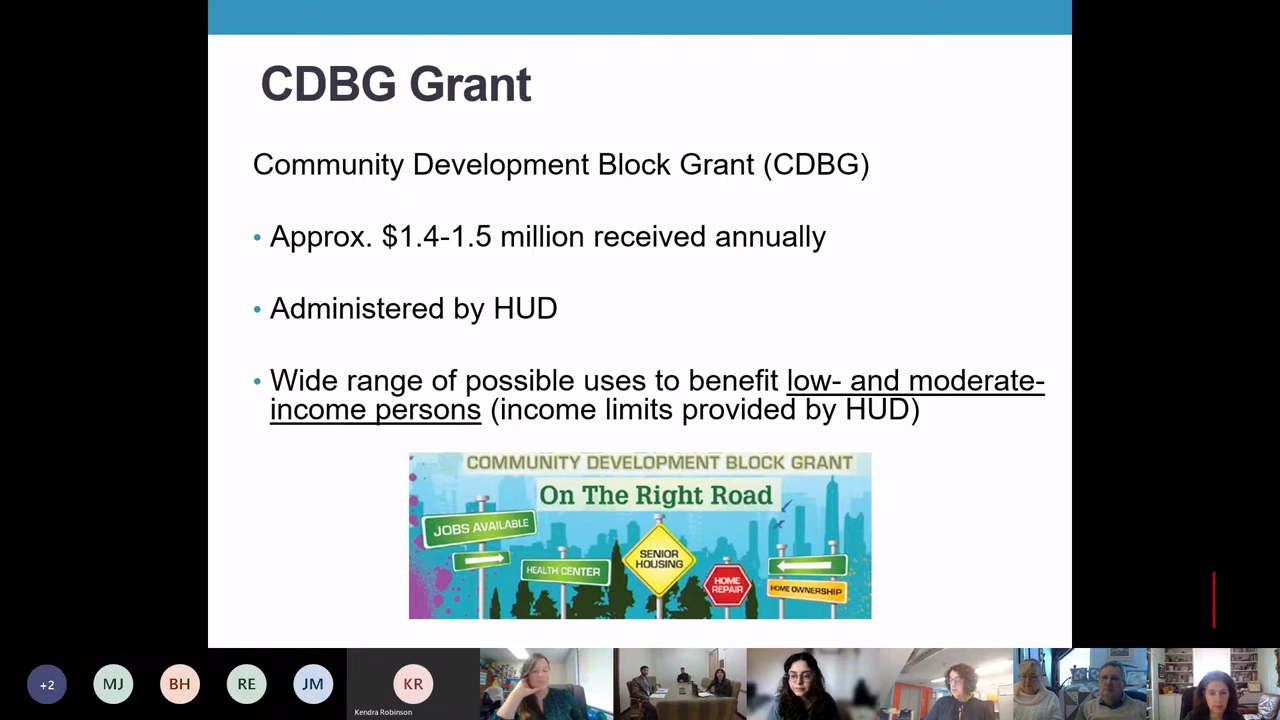 CDBG Grant
Community Development Block Grant (CDBG)
• Approx. $1.4-1.5 million received annually
• Administered by HUD
• Wide range of possible uses to benefit low- and moderate-
income persons (income limits provided by HUD)
COMMUNITY DEVELOPMENT BLOCK GRANT
On The Right Road
JOBS AVAILABLE
HEALTH CENTER
SENIOR
HOUSING
HOME
REPAIR
HOME OWNERSHIP
+2
MJ
BH
RE
JM
KR
Kendra Robinson